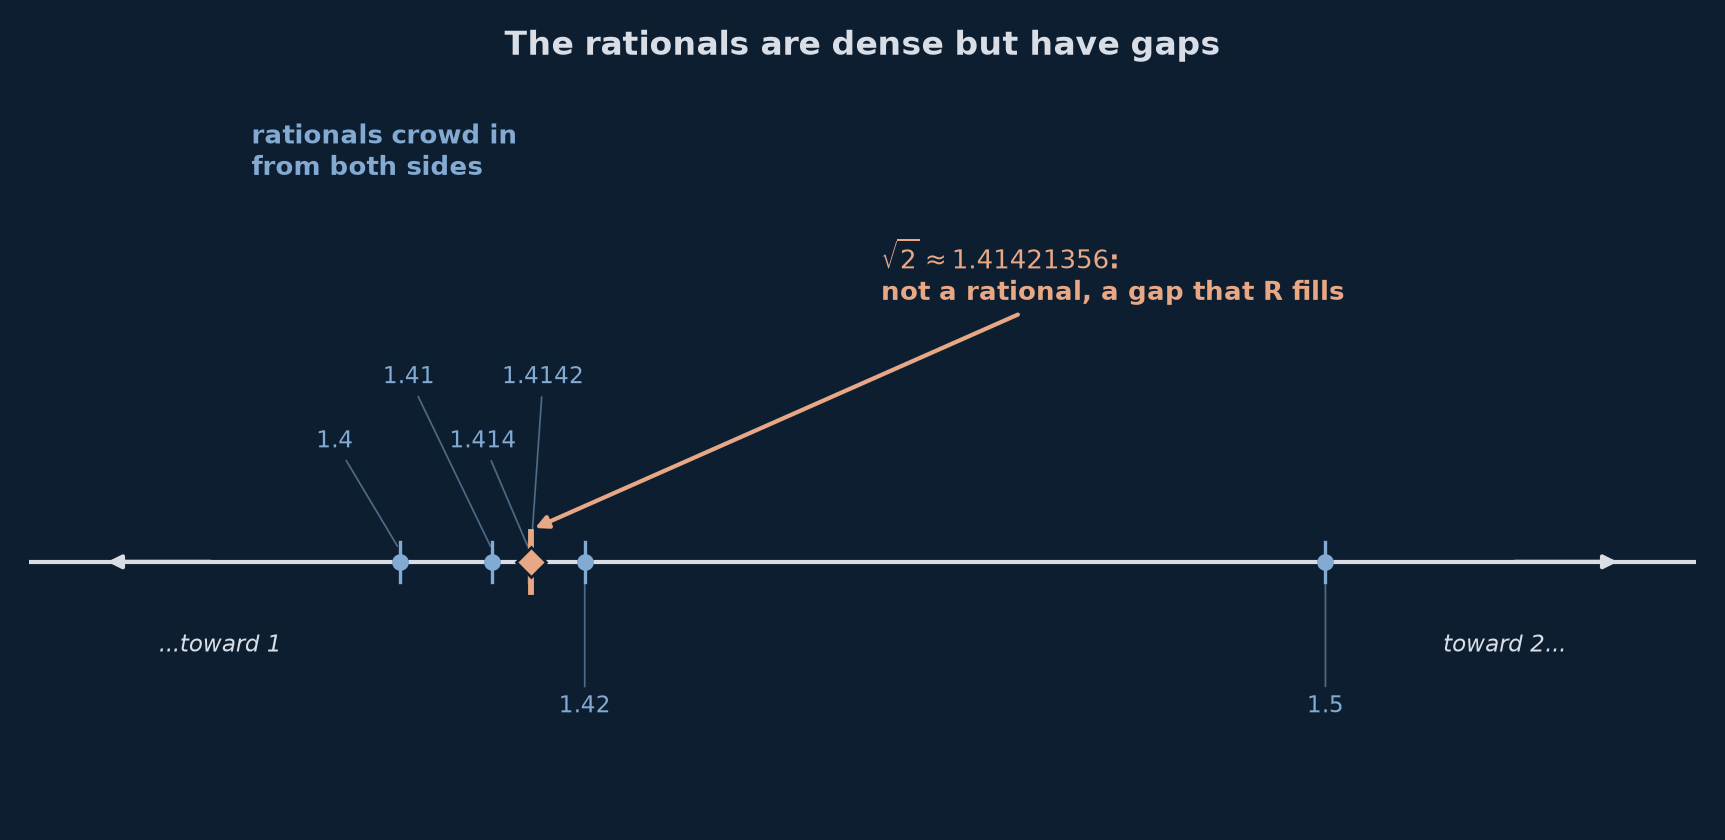 The rationals are dense but have gaps
rationals crowd in
from both sides
√2 ≈ 1.41421356:
not a rational, a gap that R fills
1.41
1.4142
1.4
1.414
...toward 1
toward 2...
1.42
1.5